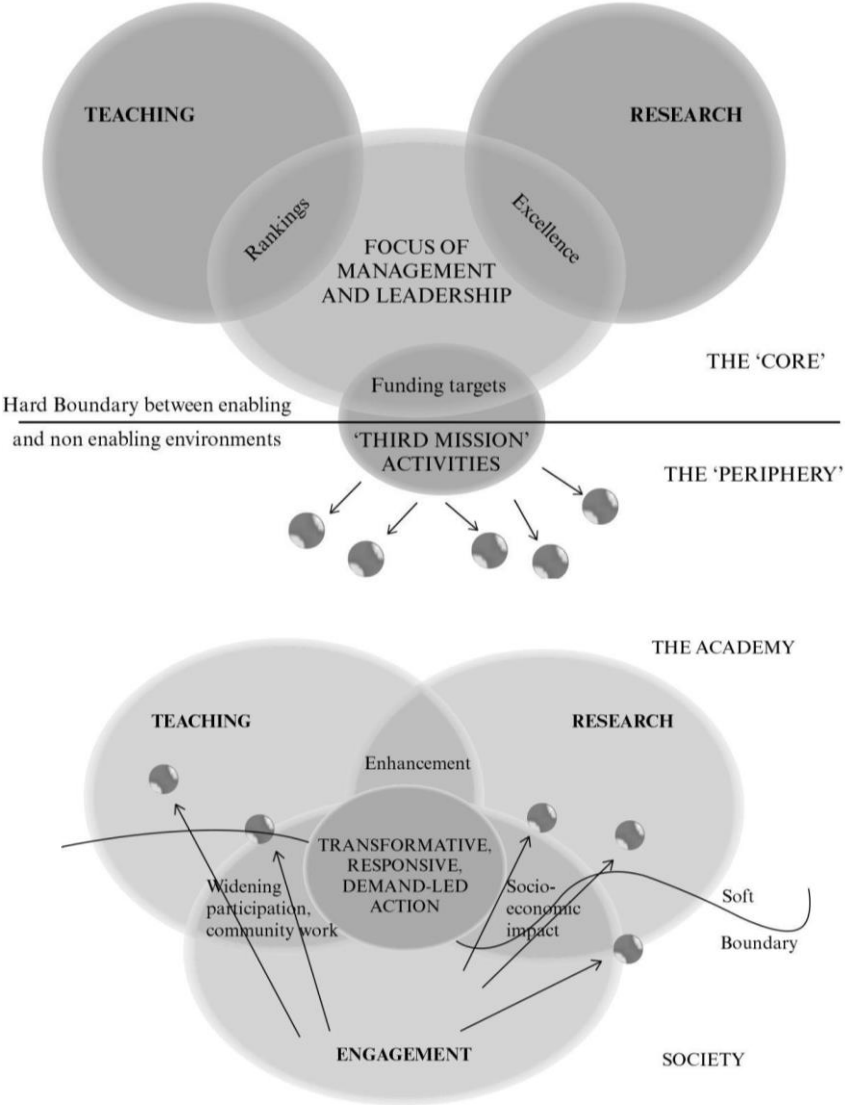 TEACHING
RESEARCH
Rankings
Excellence
FOCUS OF
MANAGEMENT
AND LEADERSHIP
THE ‘CORE’
Funding targets
Hard Boundary between enabling
and non enabling environments
‘THIRD MISSION’
ACTIVITIES
THE ‘PERIPHERY’
THE ACADEMY
TEACHING
RESEARCH
Enhancement
TRANSFORMATIVE,
RESPONSIVE,
DEMAND-LED
ACTION
Widening
participation,
community work
Socio-
economic
impact
Soft
Boundary
ENGAGEMENT
SOCIETY